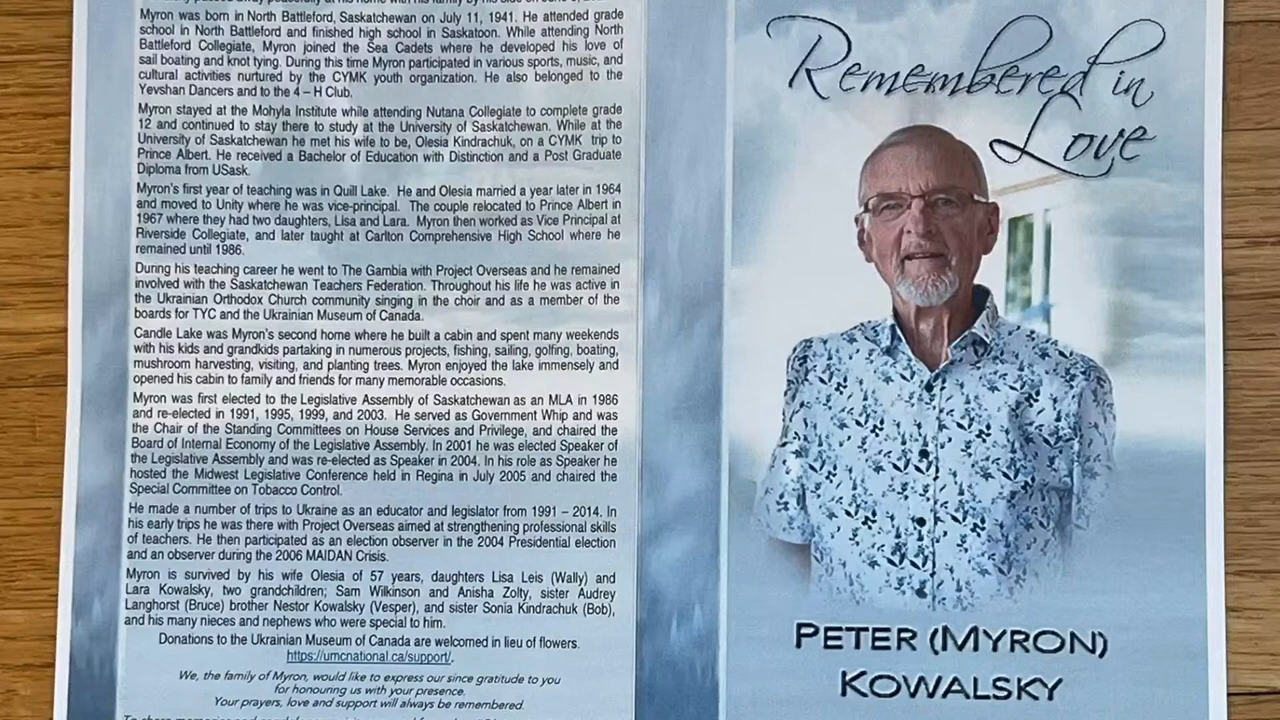 Myron was born in North Battleford, Saskatchewan on July 11, 1941. He attended grade
school in North Battleford and finished high school in Saskatoon. While attending North
Battleford Collegiate, Myron joined the Sea Cadets where he developed his love of
sail boating and knot tying. During this time Myron participated in various sports, music, and
cultural activities nurtured by the CYMK youth organization. He also belonged to the
Yevshan Dancers and to the 4 – H Club.
Myron stayed at the Mohyla Institute while attending Nutana Collegiate to complete grade
12 and continued to stay there to study at the University of Saskatchewan. While at the
University of Saskatchewan he met his wife to be, Olesia Kindrachuk, on a CYMK trip to
Prince Albert. He received a Bachelor of Education with Distinction and a Post Graduate
Diploma from USask.
Myron's first year of teaching was in Quill Lake. He and Olesia married a year later in 1964
and moved to Unity where he was vice-principal. The couple relocated to Prince Albert in
1967 where they had two daughters, Lisa and Lara. Myron then worked as Vice Principal at
Riverside Collegiate, and later taught at Carlton Comprehensive High School where he
remained until 1986.
During his teaching career he went to The Gambia with Project Overseas and he remained
involved with the Saskatchewan Teachers Federation. Throughout his life he was active in
the Ukrainian Orthodox Church community singing in the choir and as a member of the
boards for TYC and the Ukrainian Museum of Canada.
Candle Lake was Myron's second home where he built a cabin and spent many weekends
with his kids and grandkids partaking in numerous projects, fishing, sailing, golfing, boating,
mushroom harvesting, visiting, and planting trees. Myron enjoyed the lake immensely and
opened his cabin to family and friends for many memorable occasions.
Myron was first elected to the Legislative Assembly of Saskatchewan as an MLA in 1986
and re-elected in 1991, 1995, 1999, and 2003. He served as Government Whip and was
the Chair of the Standing Committees on House Services and Privilege, and chaired the
Board of Internal Economy of the Legislative Assembly. In 2001 he was elected Speaker of
the Legislative Assembly and was re-elected as Speaker in 2004. In his role as Speaker he
hosted the Midwest Legislative Conference held in Regina in July 2005 and chaired the
Special Committee on Tobacco Control.
He made a number of trips to Ukraine as an educator and legislator from 1991 – 2014. In
his early trips he was there with Project Overseas aimed at strengthening professional skills
of teachers. He then participated as an election observer in the 2004 Presidential election
and an observer during the 2006 MAIDAN Crisis.
Myron is survived by his wife Olesia of 57 years, daughters Lisa Leis (Wally) and
Lara Kowalsky, two grandchildren; Sam Wilkinson and Anisha Zolty, sister Audrey
Langhorst (Bruce) brother Nestor Kowalsky (Vesper), and sister Sonia Kindrachuk (Bob),
and his many nieces and nephews who were special to him.
Donations to the Ukrainian Museum of Canada are welcomed in lieu of flowers.
https://umcnational.ca/support/.
We, the family of Myron, would like to express our since gratitude to you
for honouring us with your presence.
Your prayers, love and support will always be remembered.
Remembered in
Love
PETER (MYRON)
KOWALSKY